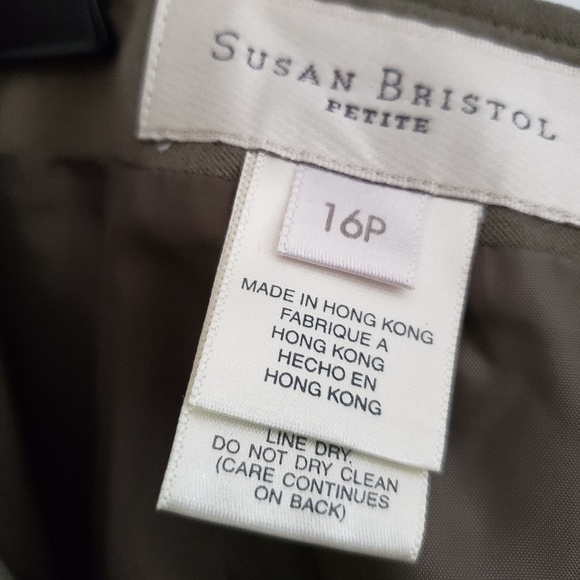 SUSAN BRISTOL
PETITE
16P
MADE IN HONG KONG
FABRIQUE A
HONG KONG
HECHO EN
HONG KONG
LINE DRY.
DO NOT DRY CLEAN
(CARE CONTINUES
ON BACK)